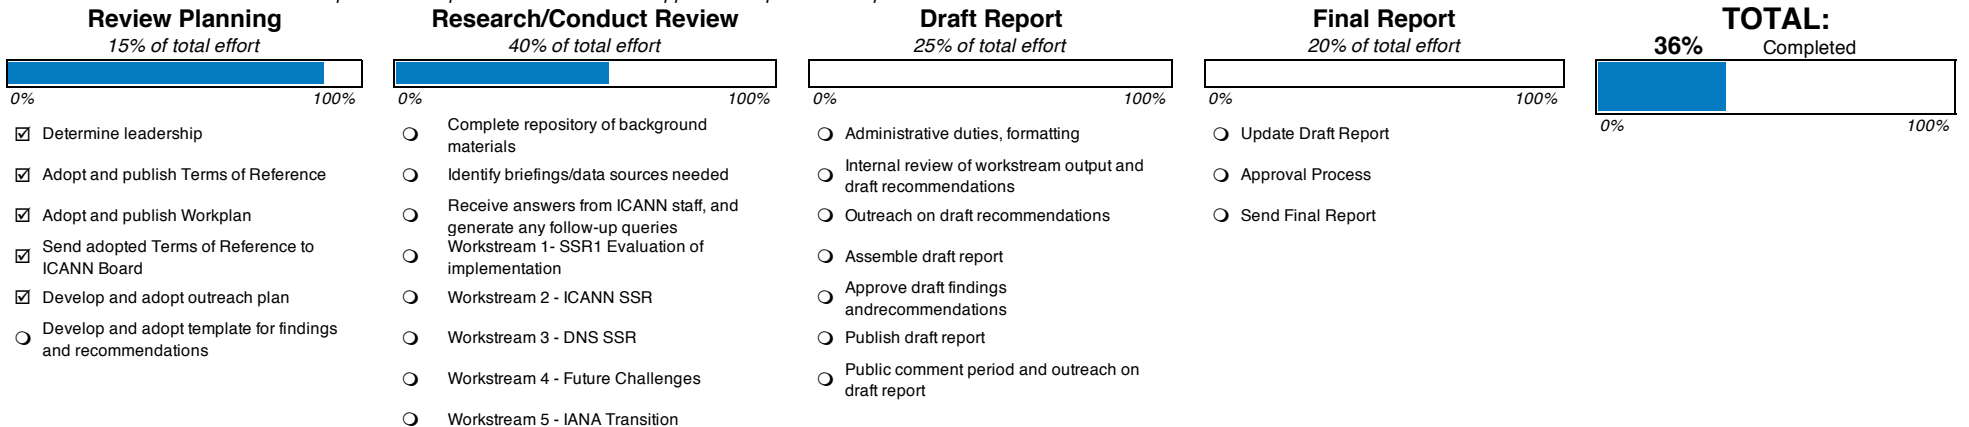 Review Planning
15% of total effort
0% 100%
Determine leadership
Adopt and publish Terms of Reference
Adopt and publish Workplan
Send adopted Terms of Reference to
ICANN Board
Develop and adopt outreach plan
Develop and adopt template for findings
and recommendations
Research/Conduct Review
40% of total effort
0% 100%
Complete repository of background
materials
Identify briefings/data sources needed
Receive answers from ICANN staff, and
generate any follow-up queries
Workstream 1- SSR1 Evaluation of
implementation
Workstream 2 - ICANN SSR
Workstream 3 - DNS SSR
Workstream 4 - Future Challenges
Workstream 5 - IANA Transition
Draft Report
25% of total effort
0% 100%
Administrative duties, formatting
Internal review of workstream output and
draft recommendations
Outreach on draft recommendations
Assemble draft report
Approve draft findings
andrecommendations
Publish draft report
Public comment period and outreach on
draft report
Final Report
20% of total effort
0% 100%
Update Draft Report
Approval Process
Send Final Report
TOTAL:
36% Completed
0% 100%